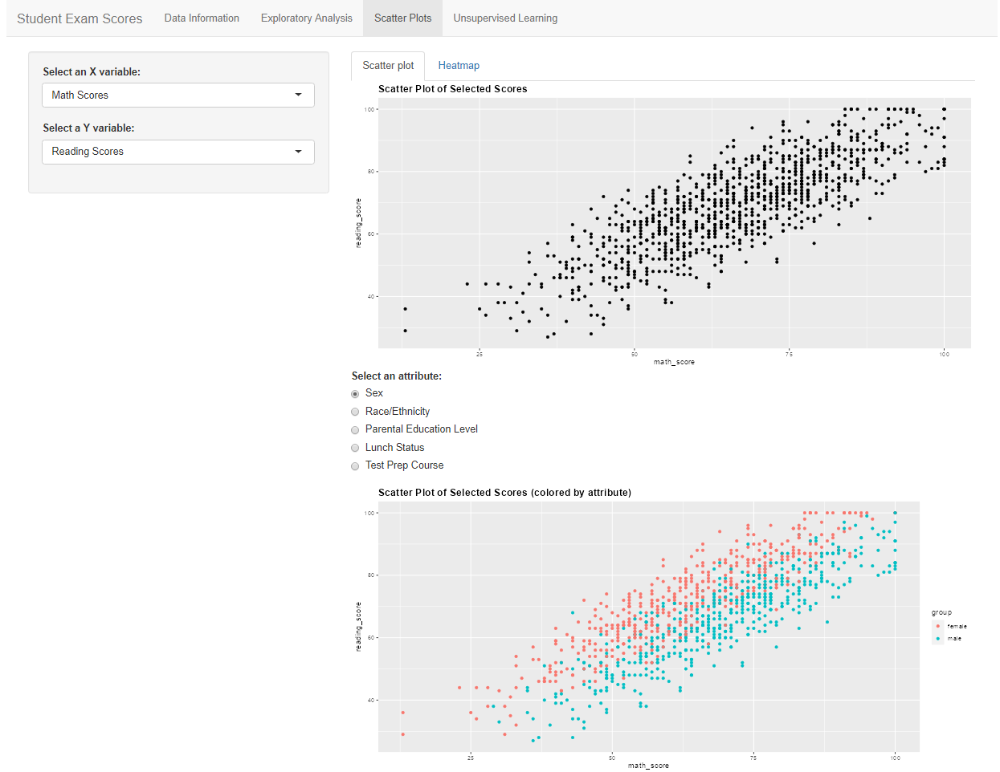 Student Exam Scores Data Information Exploratory Analysis Scatter Plots Unsupervised Learning
Select an X variable:
Math Scores
Select a Y variable:
Reading Scores
Scatter plot Heatmap
Scatter Plot of Selected Scores
100
80
60
40
reading_score
25 50 75 100
math_score
Select an attribute:
Sex
Race/Ethnicity
Parental Education Level
Lunch Status
Test Prep Course
Scatter Plot of Selected Scores (colored by attribute)
100
80
60
40
reading_score
25 50 75 100
math_score
group
female
male